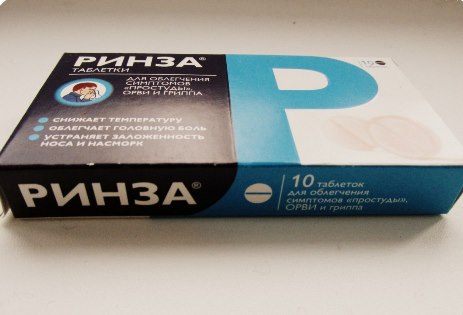 РИНЗА®
ТАБЛЕТКИ
ДЛЯ ОБЛЕГЧЕНИЯ
СИМПТОМОВ
«ПРОСТУДЫ»,
ОРВИ И ГРИППА
• СНИЖАЕТ ТЕМПЕРАТУРУ
• ОБЛЕГЧАЕТ ГОЛОВНУЮ БОЛЬ
• УСТРАНЯЕТ ЗАЛОЖЕННОСТЬ
НОСА И НАСМОРК
Р
10
РИНЗА®
10 таблеток
для облегчения
симптомов «простуды»,
ОРВИ и гриппа